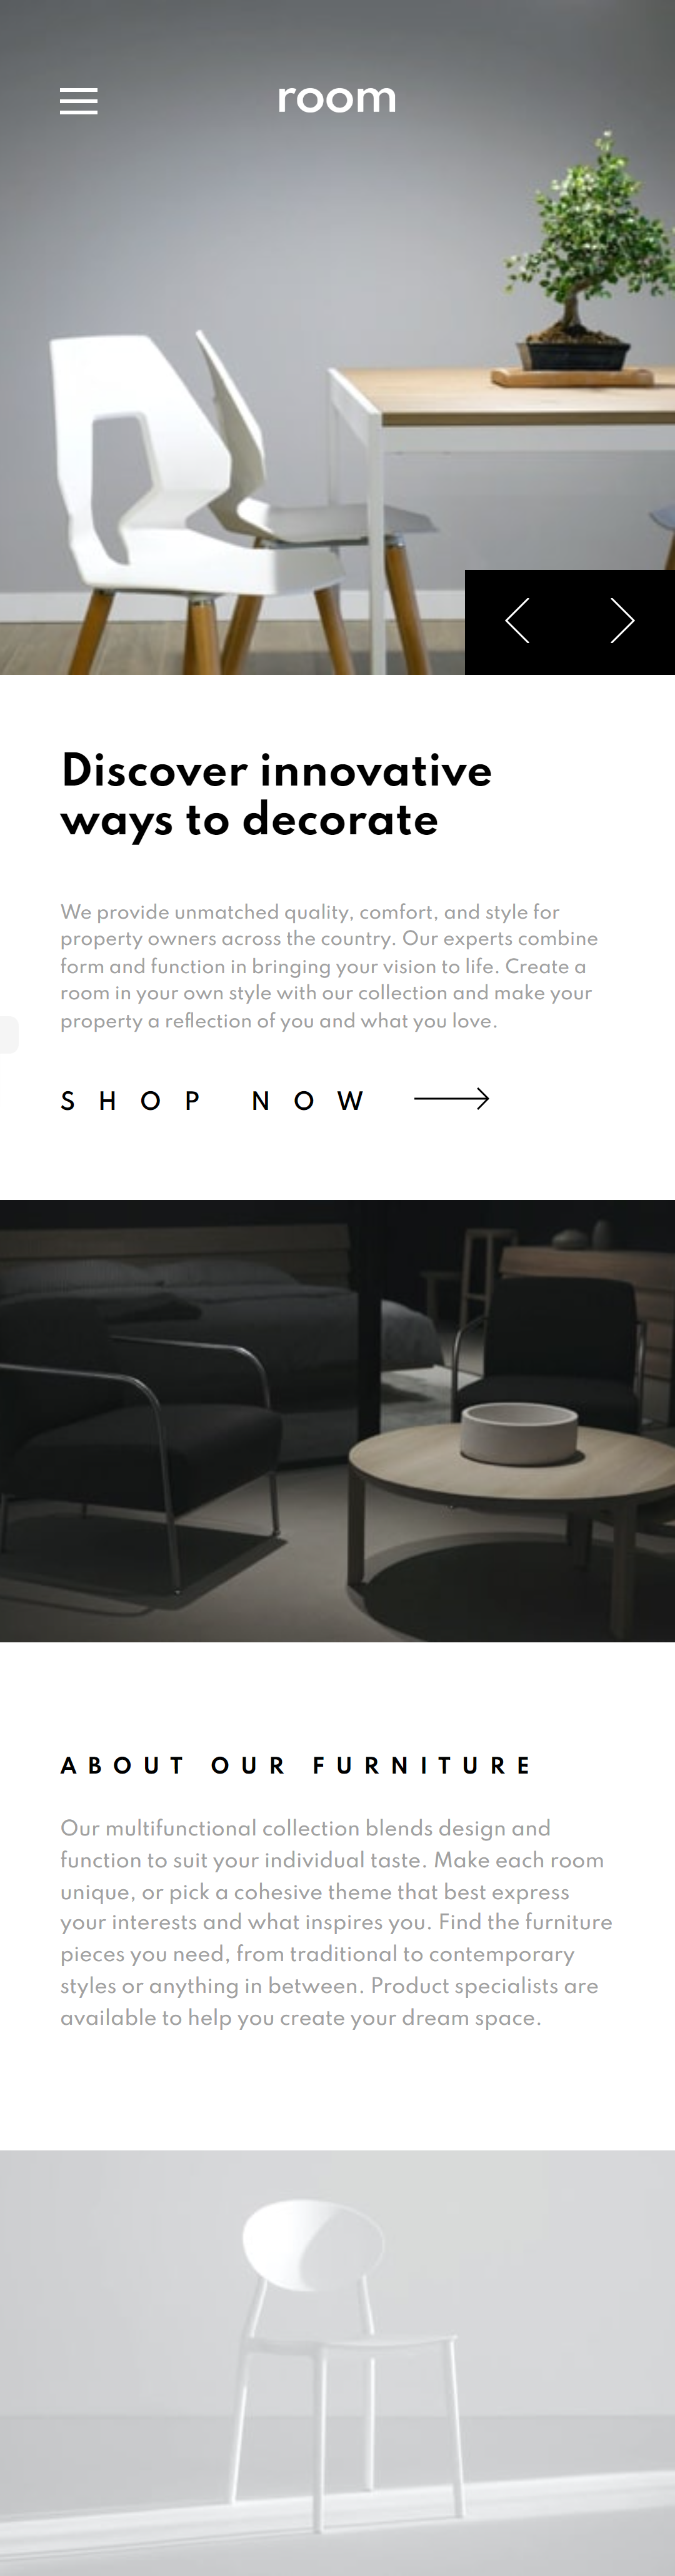 room
Discover innovative
ways to decorate
We provide unmatched quality, comfort, and style for
property owners across the country. Our experts combine
form and function in bringing your vision to life. Create a
room in your own style with our collection and make your
property a reflection of you and what you love.
SHOP NOW
ABOUT OUR FURNITURE
Our multifunctional collection blends design and
function to suit your individual taste. Make each room
unique, or pick a cohesive theme that best express
your interests and what inspires you. Find the furniture
pieces you need, from traditional to contemporary
styles or anything in between. Product specialists are
available to help you create your dream space.